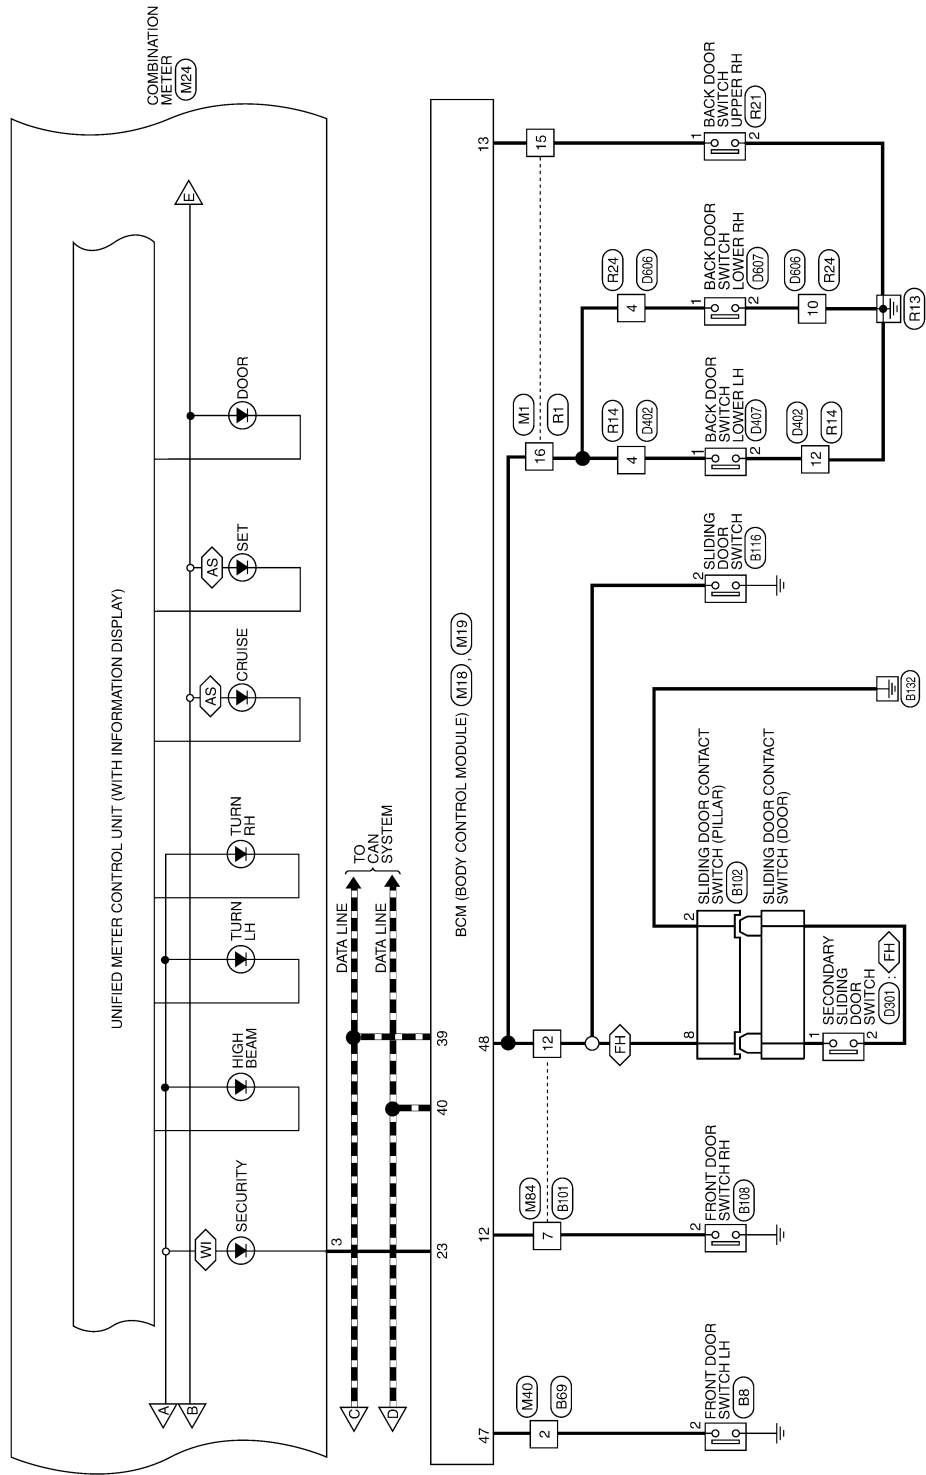 COMBINATION
METER
M24
UNIFIED METER CONTROL UNIT (WITH INFORMATION DISPLAY)
A
B
E
WI
SECURITY
HIGH
BEAM
TURN
LH
TURN
RH
AS
CRUISE
AS
SET
DOOR
3
C
D
DATA LINE
DATA LINE
TO
CAN
SYSTEM
BCM (BODY CONTROL MODULE) M18 , M19
23
40
39
47
12
48
13
M40
2
B69
M84
7
B101
12
M1
16
R1
15
FH
R14
4
D402
R24
4
D606
2
FRONT DOOR
SWITCH LH
B8
2
FRONT DOOR
SWITCH RH
B108
8
2
SLIDING DOOR CONTACT
SWITCH (PILLAR)
B102
SLIDING DOOR CONTACT
SWITCH (DOOR)
1
2
SECONDARY
SLIDING
DOOR
SWITCH
D301 : FH
B132
2
SLIDING
DOOR
SWITCH
B116
1
2
BACK DOOR
SWITCH
LOWER LH
D407
D402
12
R14
1
2
BACK DOOR
SWITCH
LOWER RH
D607
D606
10
R24
1
2
BACK DOOR
SWITCH
UPPER RH
R21
R13